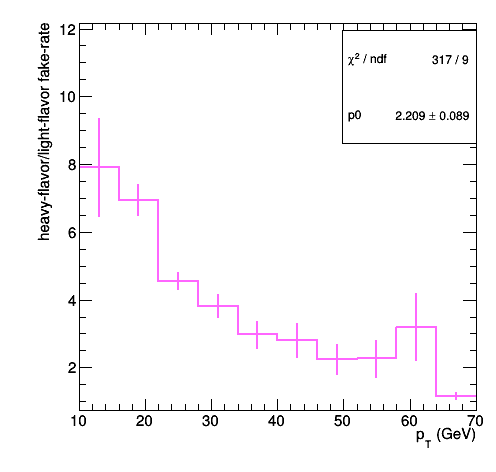 heavy-flavor/light-flavor fake-rate
12
10
8
6
4
2
χ² / ndf 317 / 9
p0 2.209 ± 0.089
10 20 30 40 50 60 70
p_T (GeV)